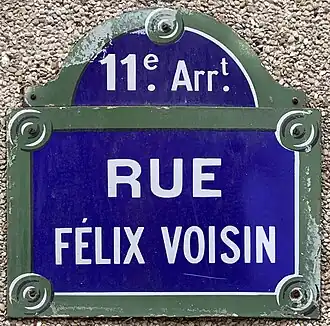 11e. Arrt.
RUE
FÉLIX VOISIN